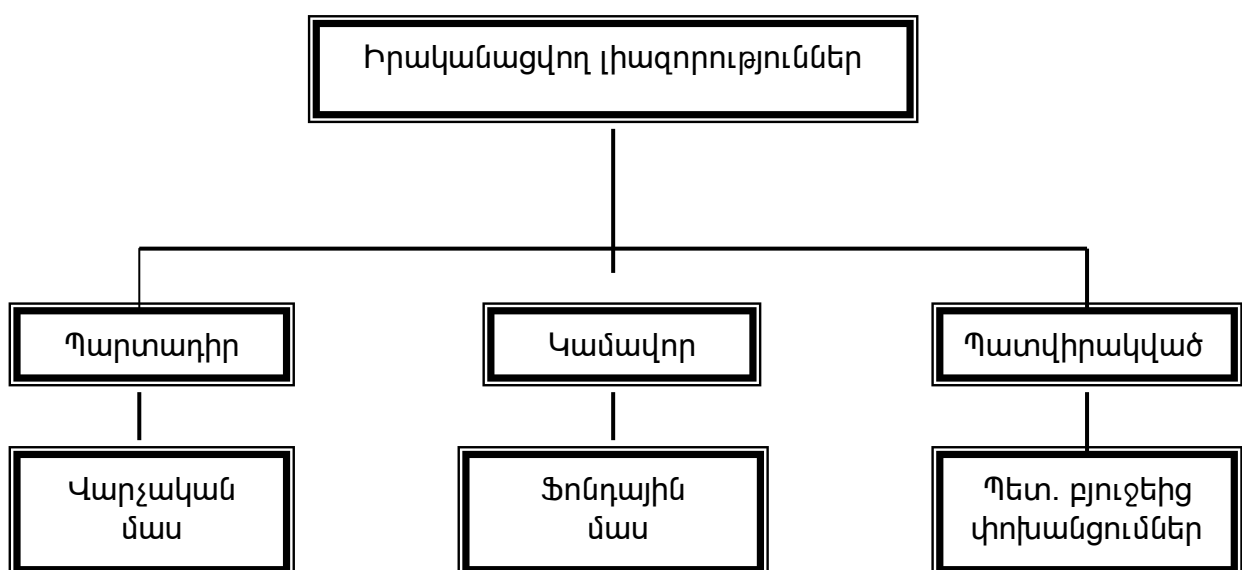 Իրականացվող լիազորություններ
Պարտադիր
Կամավոր
Պատվիրակված
Վարչական
մաս
Ֆոնդային
մաս
Պետ. բյուջեից
փոխանցումներ